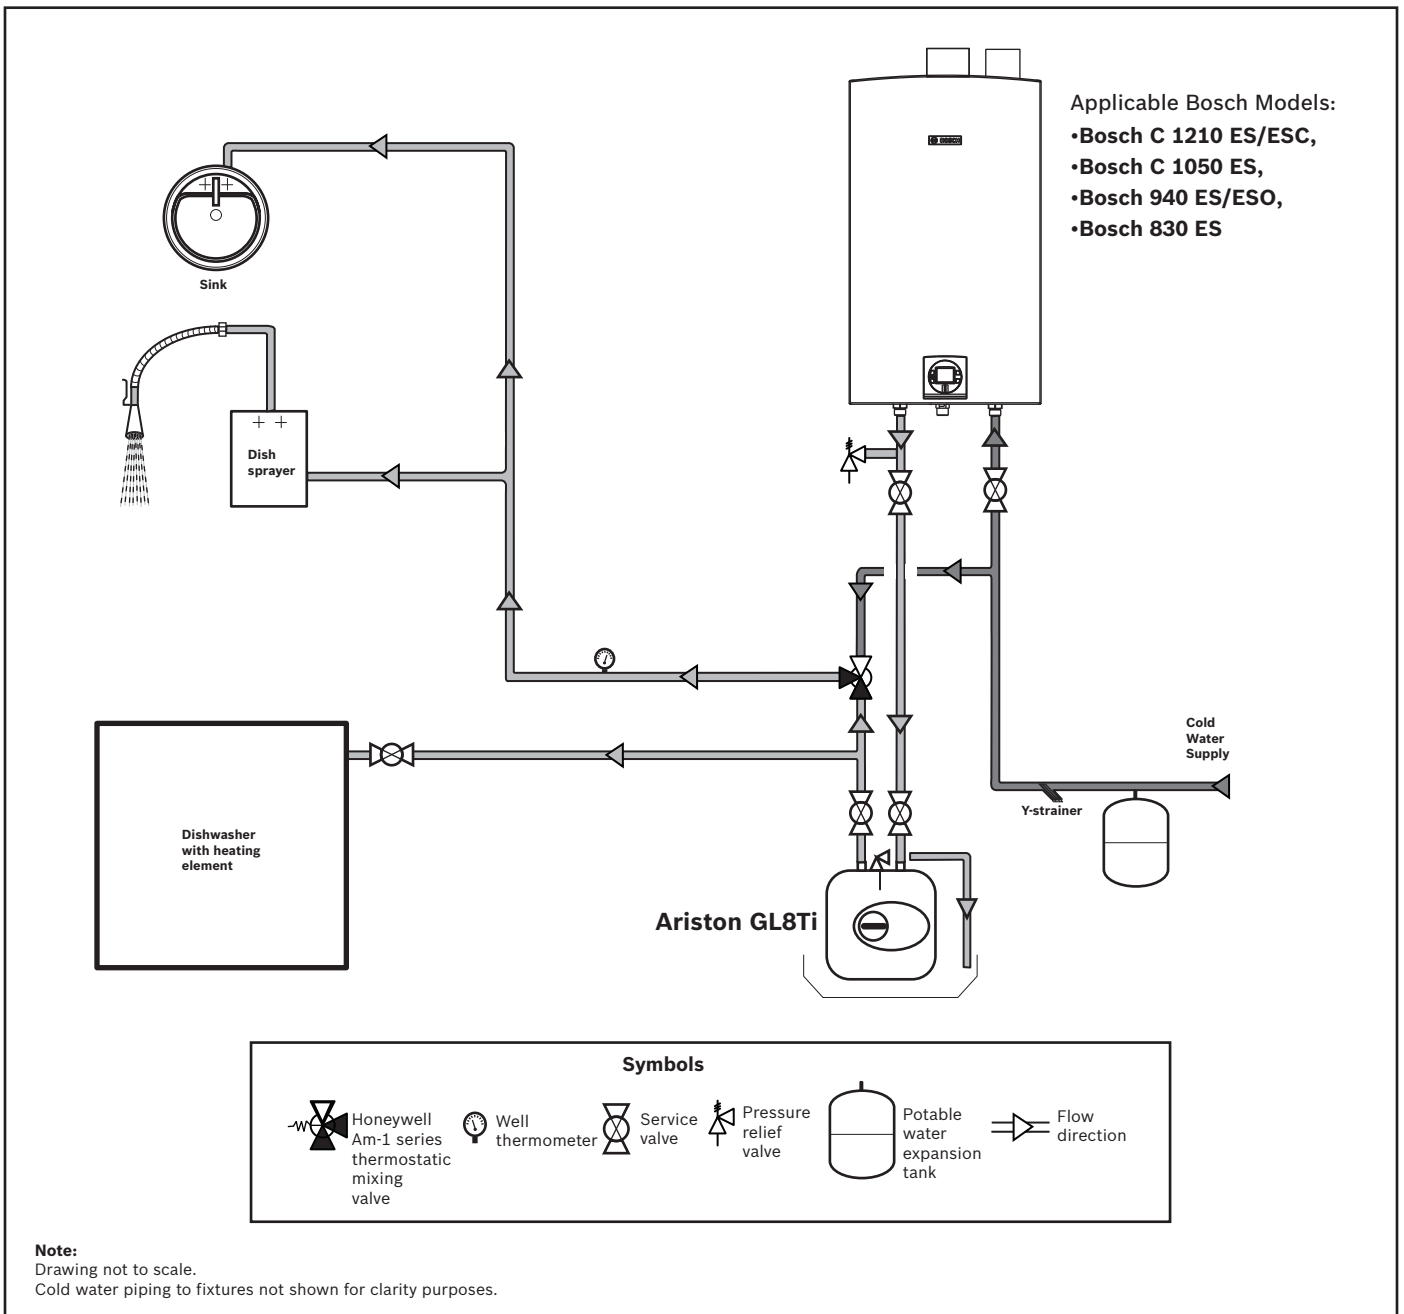 Applicable Bosch Models:
•Bosch C 1210 ES/ESC,
•Bosch C 1050 ES,
•Bosch 940 ES/ESO,
•Bosch 830 ES
BOSCH
Sink
Dish
sprayer
Cold
Water
Supply
Y-strainer
Dishwasher
with heating
element
Ariston GL8Ti
Symbols
Honeywell
Am-1 series
thermostatic
mixing
valve
Well
thermometer
Service
valve
Pressure
relief
valve
Potable
water
expansion
tank
Flow
direction
Note:
Drawing not to scale.
Cold water piping to fixtures not shown for clarity purposes.